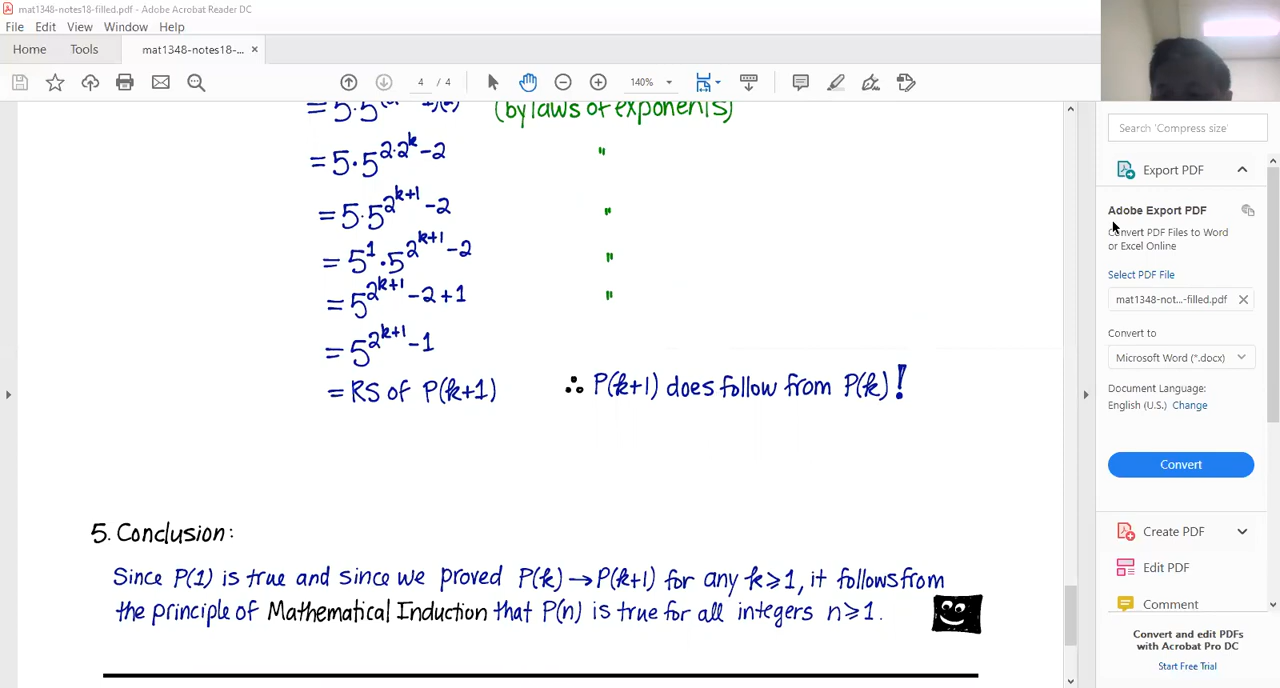 mat1348-notes18-filled.pdf - Adobe Acrobat Reader DC
File Edit View Window Help
Home Tools mat1348-notes18-... ×
4 / 4 140%
= 5·5 (by laws of exponents)
= 5·5^{2·2^k -2} "
= 5·5^{2^{k+1} -2} "
= 5^1·5^{2^{k+1} -2} "
= 5^{2^{k+1} -2+1} "
= 5^{2^{k+1} -1}
= RS of P(k+1) ∴ P(k+1) does follow from P(k)!
5. Conclusion:
Since P(1) is true and since we proved P(k)→P(k+1) for any k⩾1, it follows from
the principle of Mathematical Induction that P(n) is true for all integers n⩾1.
Search 'Compress size'
Export PDF
Adobe Export PDF
Convert PDF Files to Word
or Excel Online
Select PDF File
mat1348-not...-filled.pdf
Convert to
Microsoft Word (*.docx)
Document Language:
English (U.S.) Change
Convert
Create PDF
Edit PDF
Comment
Convert and edit PDFs
with Acrobat Pro DC
Start Free Trial